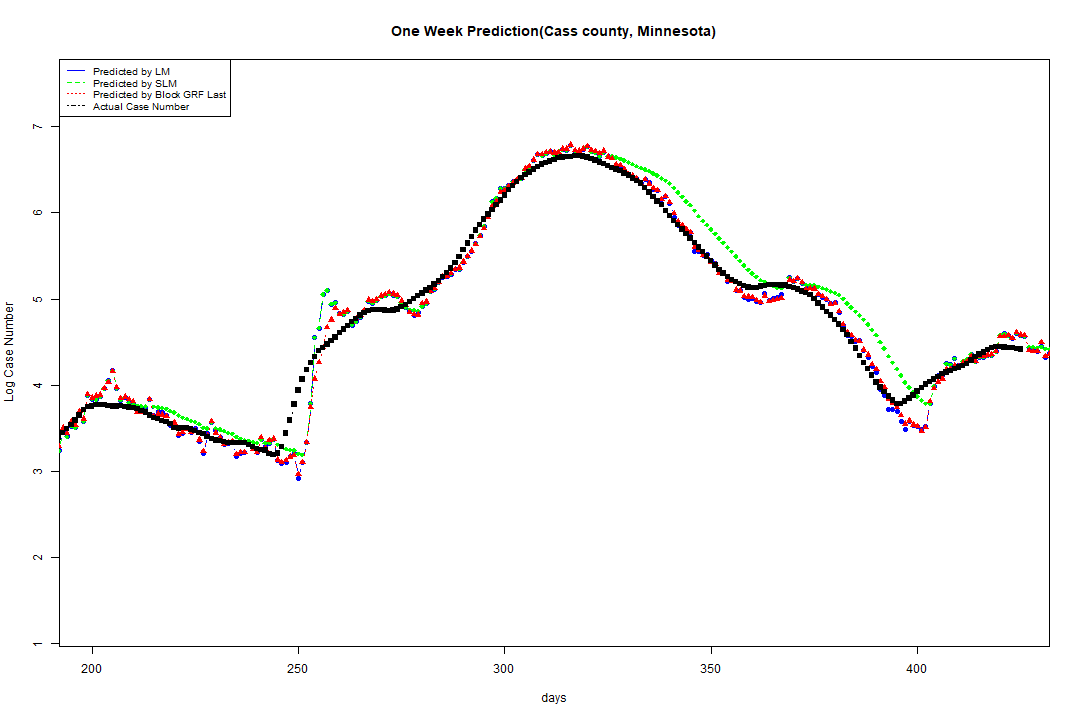 One Week Prediction(Cass county, Minnesota)
Predicted by LM
Predicted by SLM
Predicted by Block GRF Last
Actual Case Number
7
6
5
4
3
2
1
Log Case Number
200 250 300 350 400
days